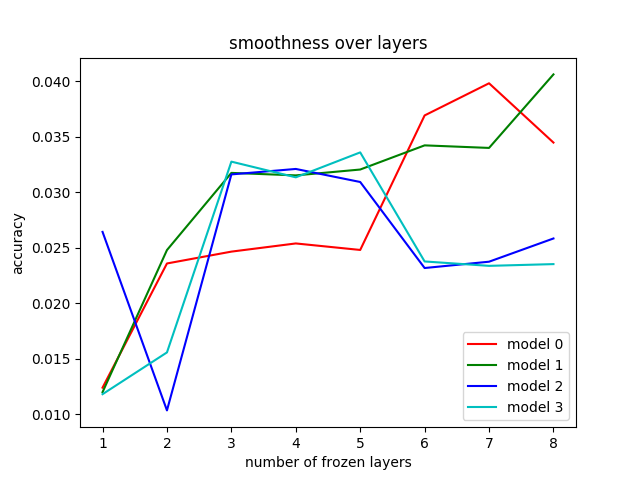 smoothness over layers
accuracy
0.040
0.035
0.030
0.025
0.020
0.015
0.010
1 2 3 4 5 6 7 8
number of frozen layers
model 0
model 1
model 2
model 3